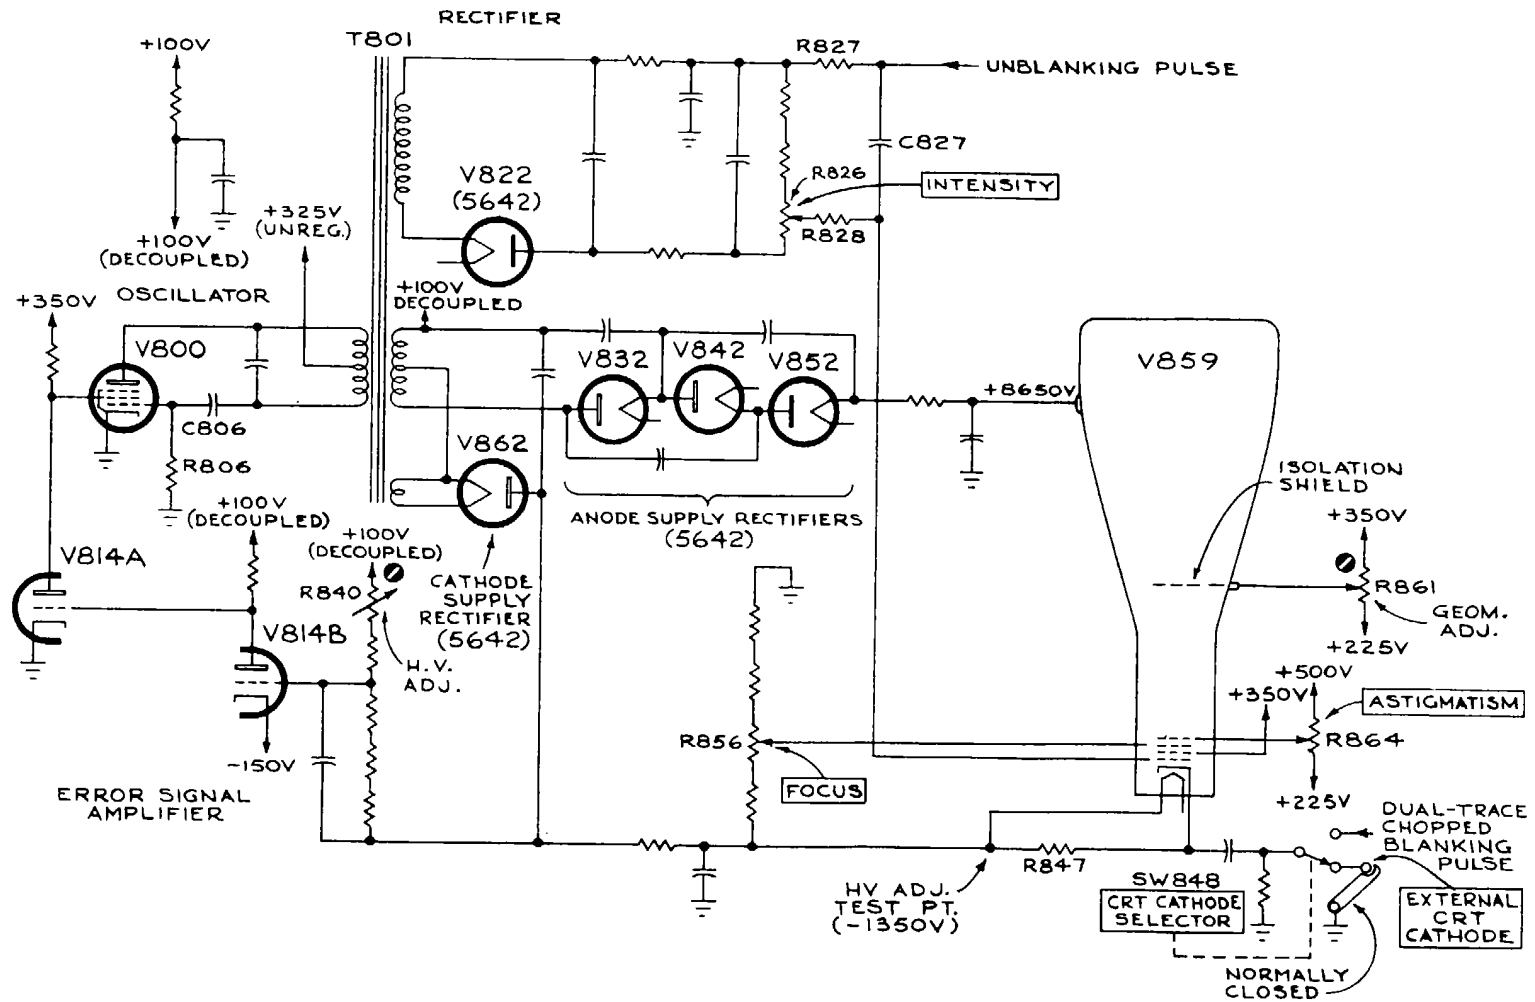 RECTIFIER
T801
+100V
R827
UNBLANKING PULSE
C827
V822
(5642)
R826
INTENSITY
R828
+325V
(UNREG.)
+100V
(DECOUPLED)
+350V
OSCILLATOR
+100V
DECOUPLED
V800
V832
V842
V852
+8650V
V859
C806
R806
V862
ANODE SUPPLY RECTIFIERS
(5642)
ISOLATION
SHIELD
+350V
+100V
(DECOUPLED)
+100V
(DECOUPLED)
V814A
R840
CATHODE
SUPPLY
RECTIFIER
(5642)
R861
GEOM.
ADJ.
+225V
V814B
H.V.
ADJ.
+500V
+350V
ASTIGMATISM
R856
R864
-150V
FOCUS
+225V
ERROR SIGNAL
AMPLIFIER
DUAL-TRACE
CHOPPED
BLANKING
PULSE
R847
HV ADJ.
TEST PT.
(-1350V)
SW848
CRT CATHODE
SELECTOR
EXTERNAL
CRT
CATHODE
NORMALLY
CLOSED